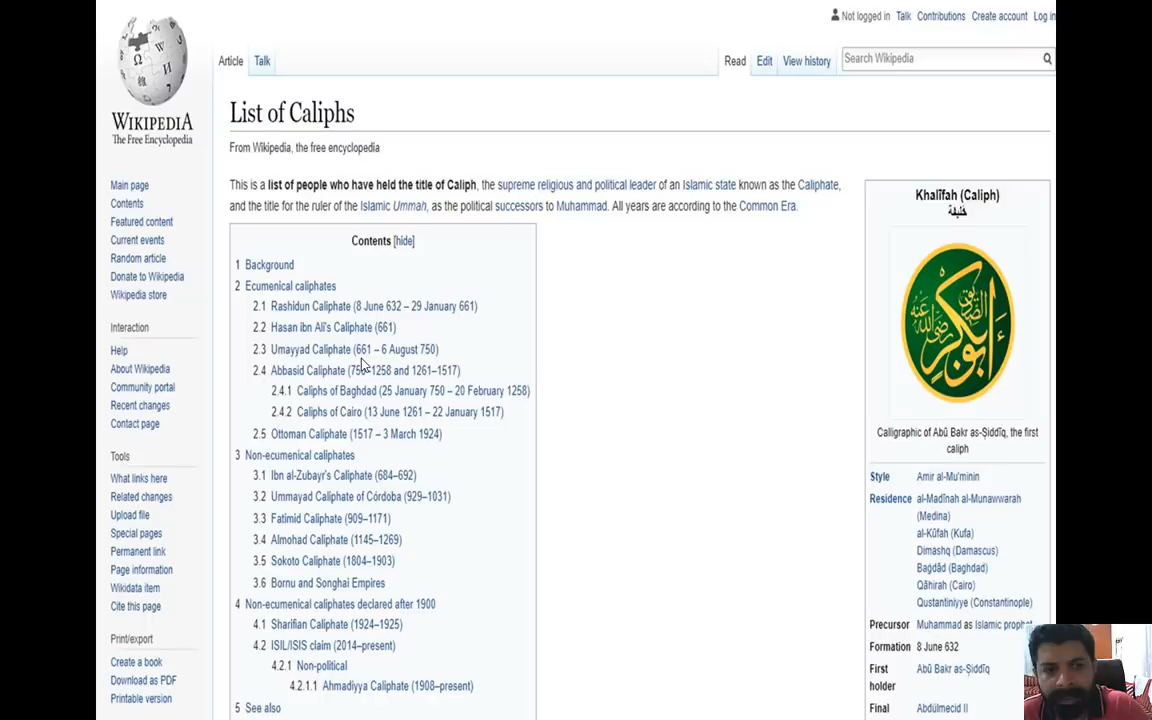 Not logged in Talk Contributions Create account Log in
Article Talk Read Edit View history Search Wikipedia
WIKIPEDIA
The Free Encyclopedia
Main page
Contents
Featured content
Current events
Random article
Donate to Wikipedia
Wikipedia store
Interaction
Help
About Wikipedia
Community portal
Recent changes
Contact page
Tools
What links here
Related changes
Upload file
Special pages
Permanent link
Page information
Wikidata item
Cite this page
Print/export
Create a book
Download as PDF
Printable version
List of Caliphs
From Wikipedia, the free encyclopedia
This is a list of people who have held the title of Caliph, the supreme religious and political leader of an Islamic state known as the Caliphate,
and the title for the ruler of the Islamic Ummah, as the political successors to Muhammad. All years are according to the Common Era.
Contents [hide]
1 Background
2 Ecumenical caliphates
2.1 Rashidun Caliphate (8 June 632 – 29 January 661)
2.2 Hasan ibn Ali's Caliphate (661)
2.3 Umayyad Caliphate (661 – 6 August 750)
2.4 Abbasid Caliphate (750–1258 and 1261–1517)
2.4.1 Caliphs of Baghdad (25 January 750 – 20 February 1258)
2.4.2 Caliphs of Cairo (13 June 1261 – 22 January 1517)
2.5 Ottoman Caliphate (1517 – 3 March 1924)
3 Non-ecumenical caliphates
3.1 Ibn al-Zubayr's Caliphate (684–692)
3.2 Ummayad Caliphate of Córdoba (929–1031)
3.3 Fatimid Caliphate (909–1171)
3.4 Almohad Caliphate (1145–1269)
3.5 Sokoto Caliphate (1804–1903)
3.6 Bornu and Songhai Empires
4 Non-ecumenical caliphates declared after 1900
4.1 Sharifian Caliphate (1924–1925)
4.2 ISIL/ISIS claim (2014–present)
4.2.1 Non-political
4.2.1.1 Ahmadiyya Caliphate (1908–present)
5 See also
Khalīfah (Caliph)
خليفة
أبو بكر الصديق رضي الله عنه
Calligraphic of Abū Bakr as-Ṣiddīq, the first
caliph
Style Amir al-Mu'minin
Residence al-Madīnah al-Munawwarah
(Medina)
al-Kūfah (Kufa)
Dimashq (Damascus)
Baġdād (Baghdad)
Qāhirah (Cairo)
Qustantiniyye (Constantinople)
Precursor Muhammad as Islamic prophet
Formation 8 June 632
First Abū Bakr as-Ṣiddīq
holder
Final Abdülmecid II